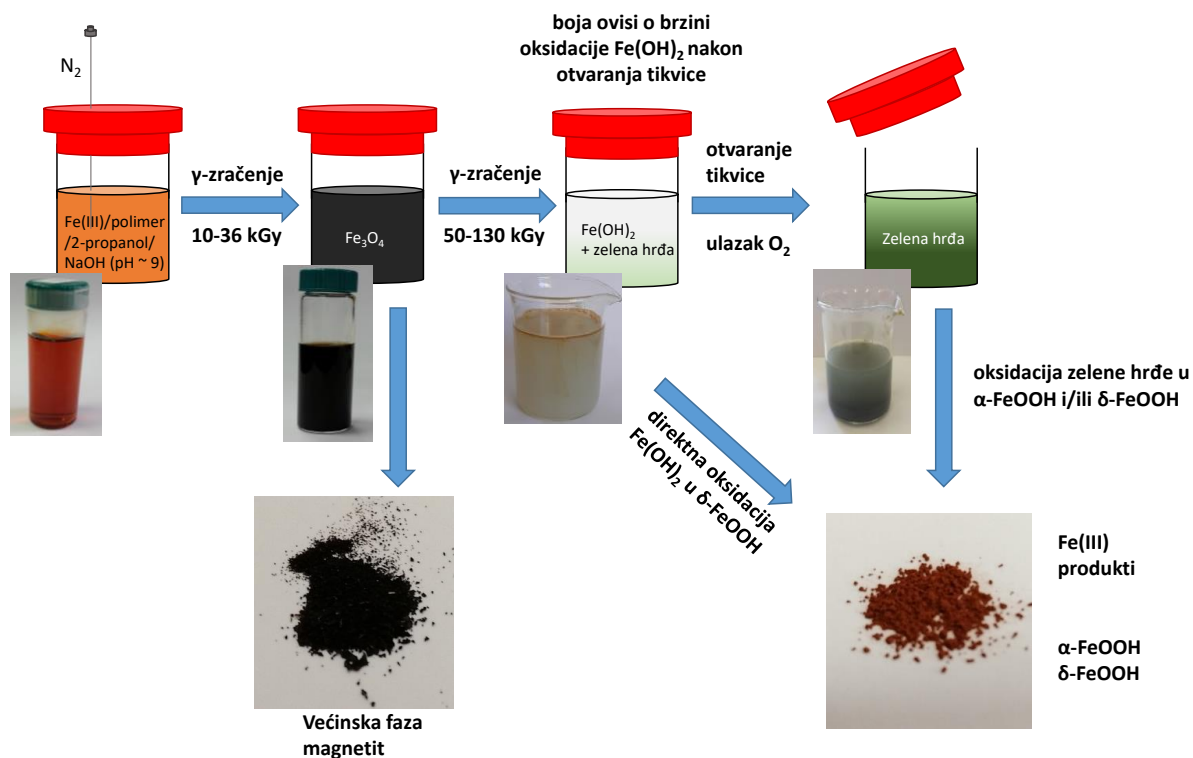 boja ovisi o brzini
oksidacije Fe(OH)₂ nakon
otvaranja tikvice
N₂
Fe(III)/polimer
/2-propanol/
NaOH (pH ~ 9)
γ-zračenje
10-36 kGy
Fe₃O₄
γ-zračenje
50-130 kGy
Fe(OH)₂
+ zelena hrđa
otvaranje
tikvice
ulazak O₂
Zelena hrđa
direktna oksidacija
Fe(OH)₂ u δ-FeOOH
oksidacija zelene hrđe u
α-FeOOH i/ili δ-FeOOH
Većinska faza
magnetit
Fe(III)
produkti
α-FeOOH
δ-FeOOH